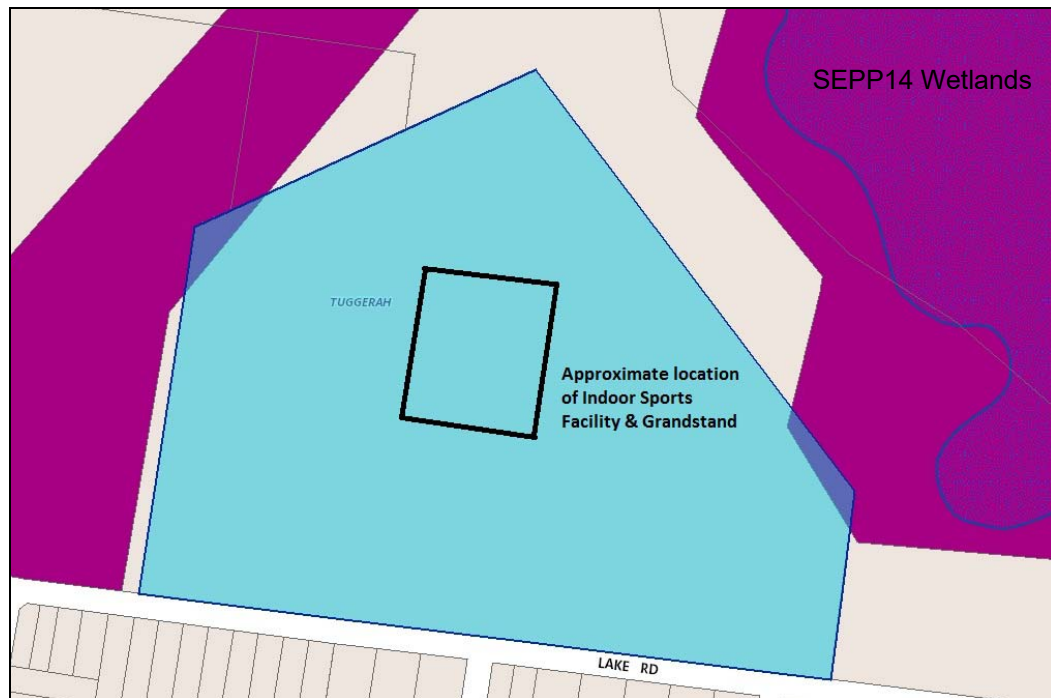 SEPP14 Wetlands
TUGGERAH
Approximate location
of Indoor Sports
Facility & Grandstand
LAKE RD